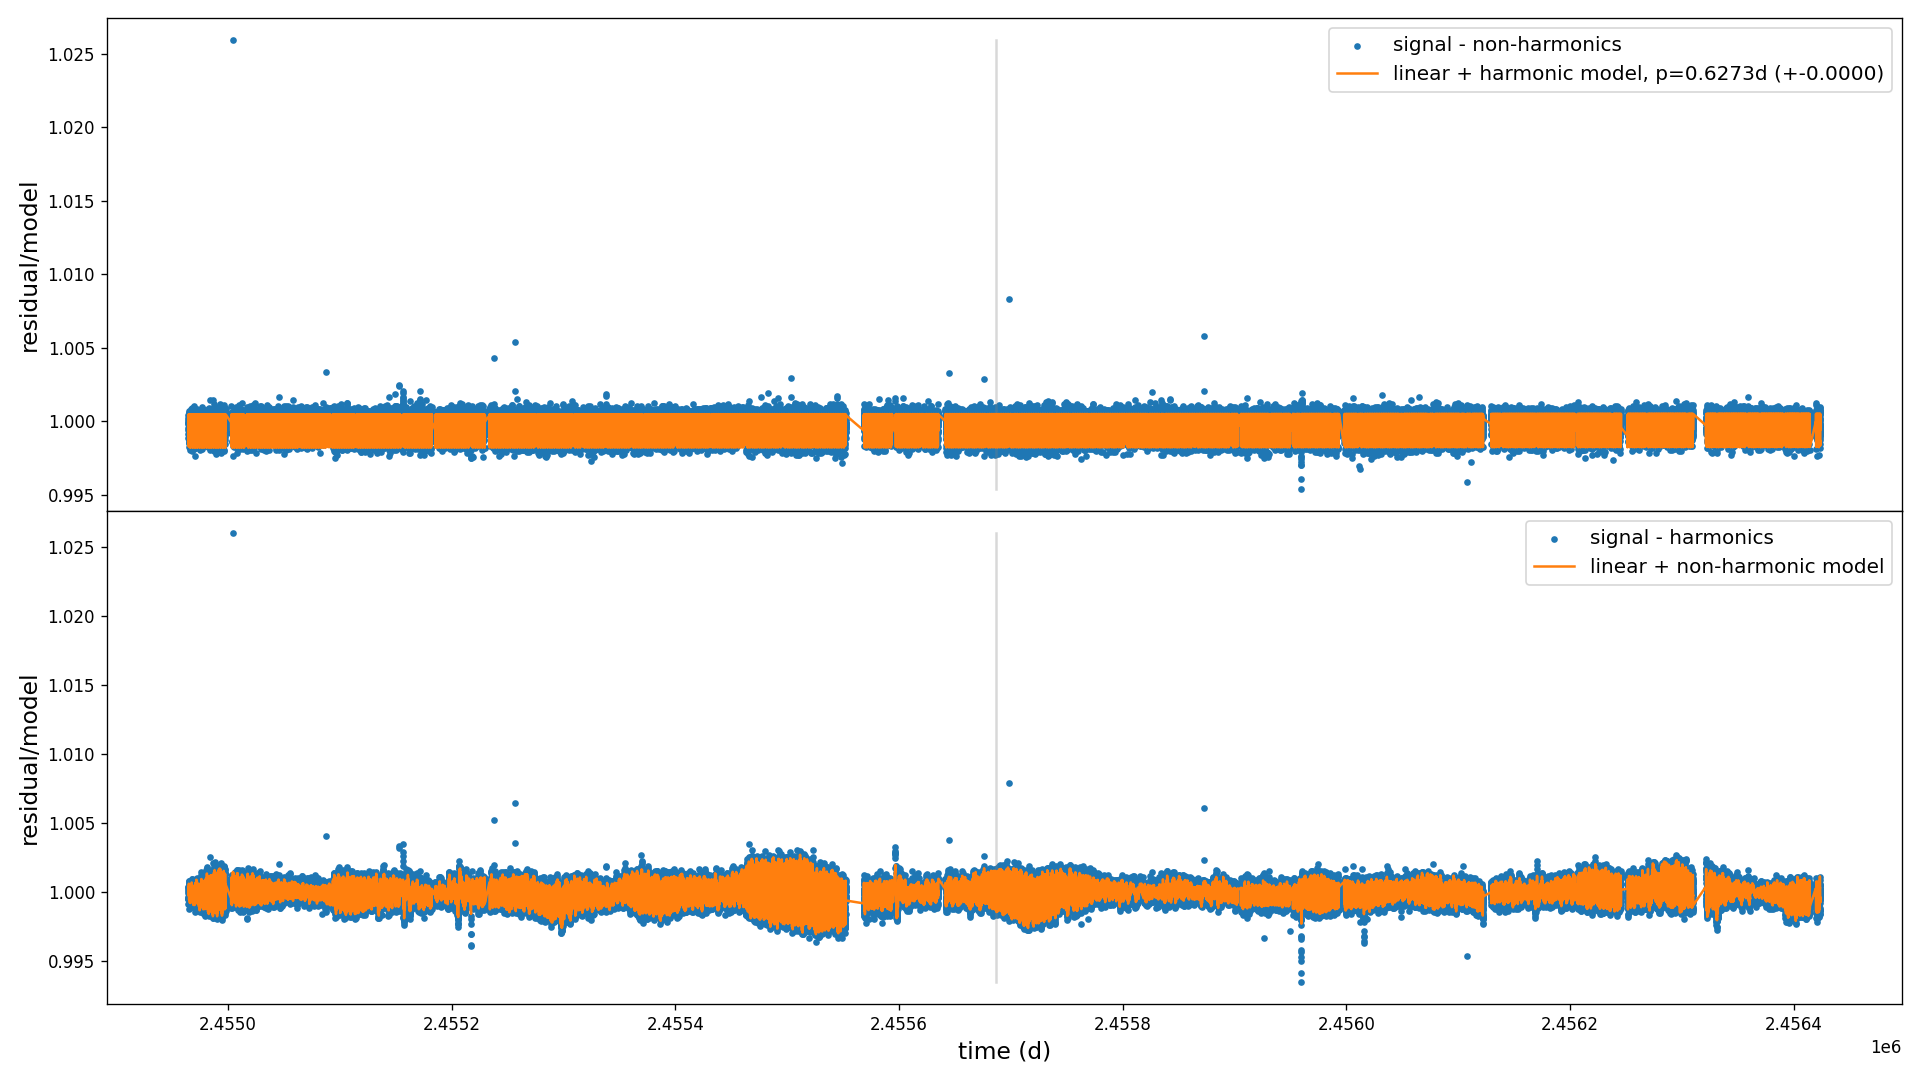 signal - non-harmonics
linear + harmonic model, p=0.6273d (+-0.0000)
1.025
1.020
1.015
1.010
1.005
1.000
0.995
residual/model
signal - harmonics
linear + non-harmonic model
1.025
1.020
1.015
1.010
1.005
1.000
0.995
residual/model
2.4550 2.4552 2.4554 2.4556 2.4558 2.4560 2.4562 2.4564
1e6
time (d)